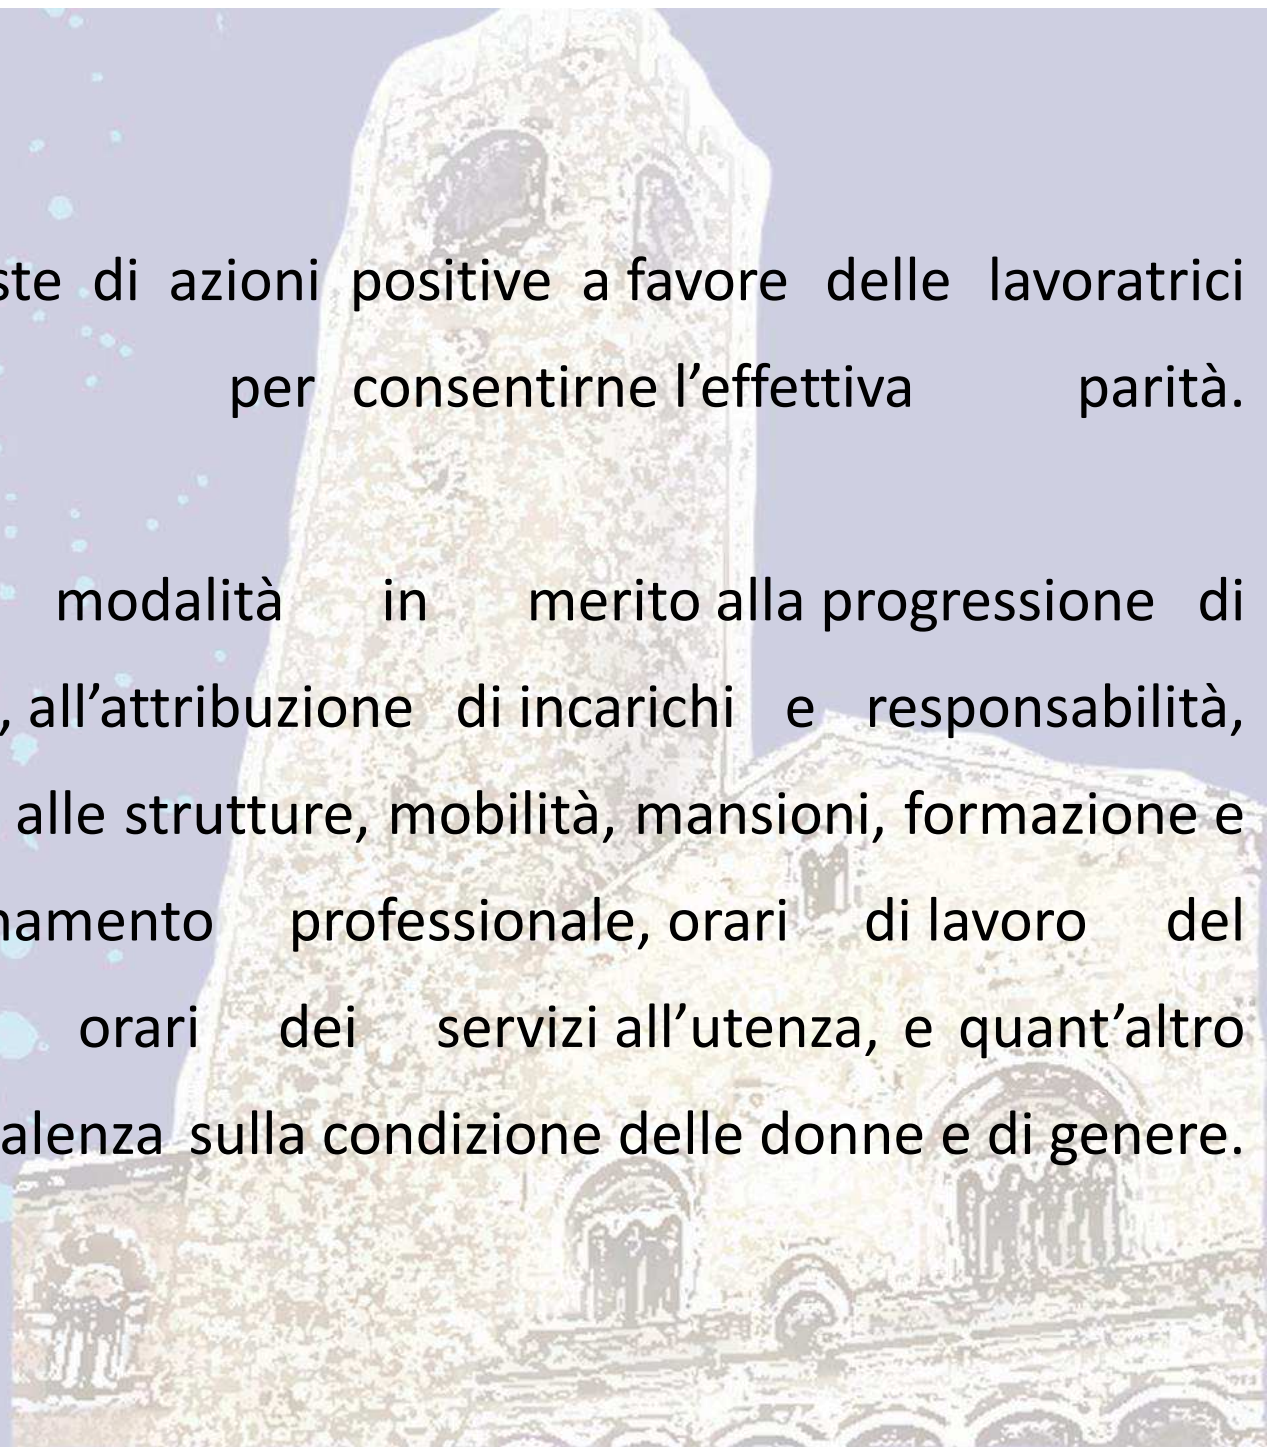 ste di azioni positive a favore delle lavoratrici
per consentirne l’effettiva parità.
modalità in merito alla progressione di
, all’attribuzione di incarichi e responsabilità,
alle strutture, mobilità, mansioni, formazione e
namento professionale, orari di lavoro del
orari dei servizi all’utenza, e quant’altro
alenza sulla condizione delle donne e di genere.